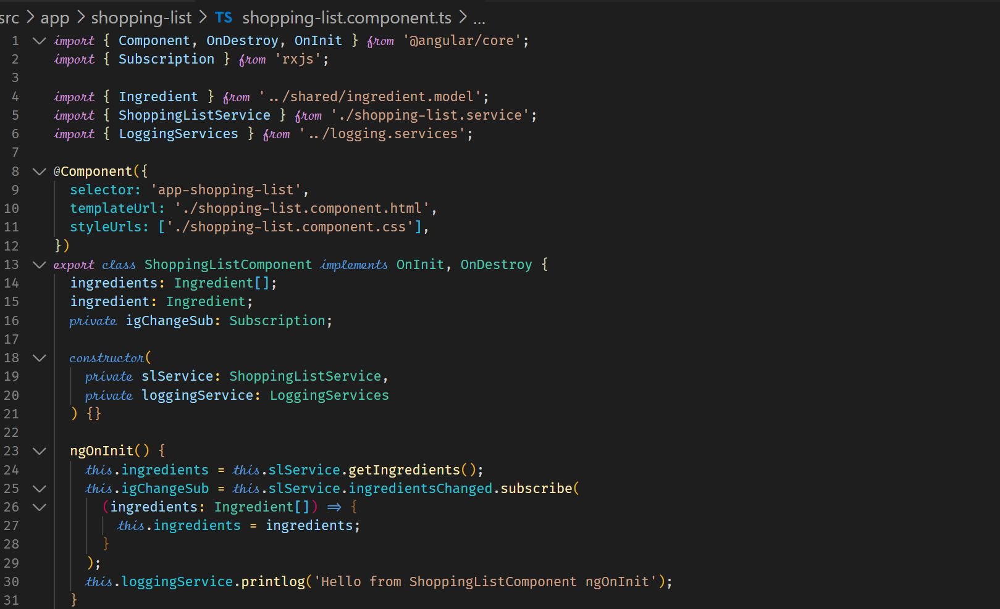 src > app > shopping-list > TS shopping-list.component.ts > ...
1 import { Component, OnDestroy, OnInit } from '@angular/core';
2 import { Subscription } from 'rxjs';
3
4 import { Ingredient } from '../shared/ingredient.model';
5 import { ShoppingListService } from './shopping-list.service';
6 import { LoggingServices } from '../logging.services';
7
8 @Component({
9   selector: 'app-shopping-list',
10   templateUrl: './shopping-list.component.html',
11   styleUrls: ['./shopping-list.component.css'],
12 })
13 export class ShoppingListComponent implements OnInit, OnDestroy {
14   ingredients: Ingredient[];
15   ingredient: Ingredient;
16   private igChangeSub: Subscription;
17
18   constructor(
19     private slService: ShoppingListService,
20     private loggingService: LoggingServices
21   ) {}
22
23   ngOnInit() {
24     this.ingredients = this.slService.getIngredients();
25     this.igChangeSub = this.slService.ingredientsChanged.subscribe(
26       (ingredients: Ingredient[]) => {
27         this.ingredients = ingredients;
28       }
29     );
30     this.loggingService.printlog('Hello from ShoppingListComponent ngOnInit');
31   }